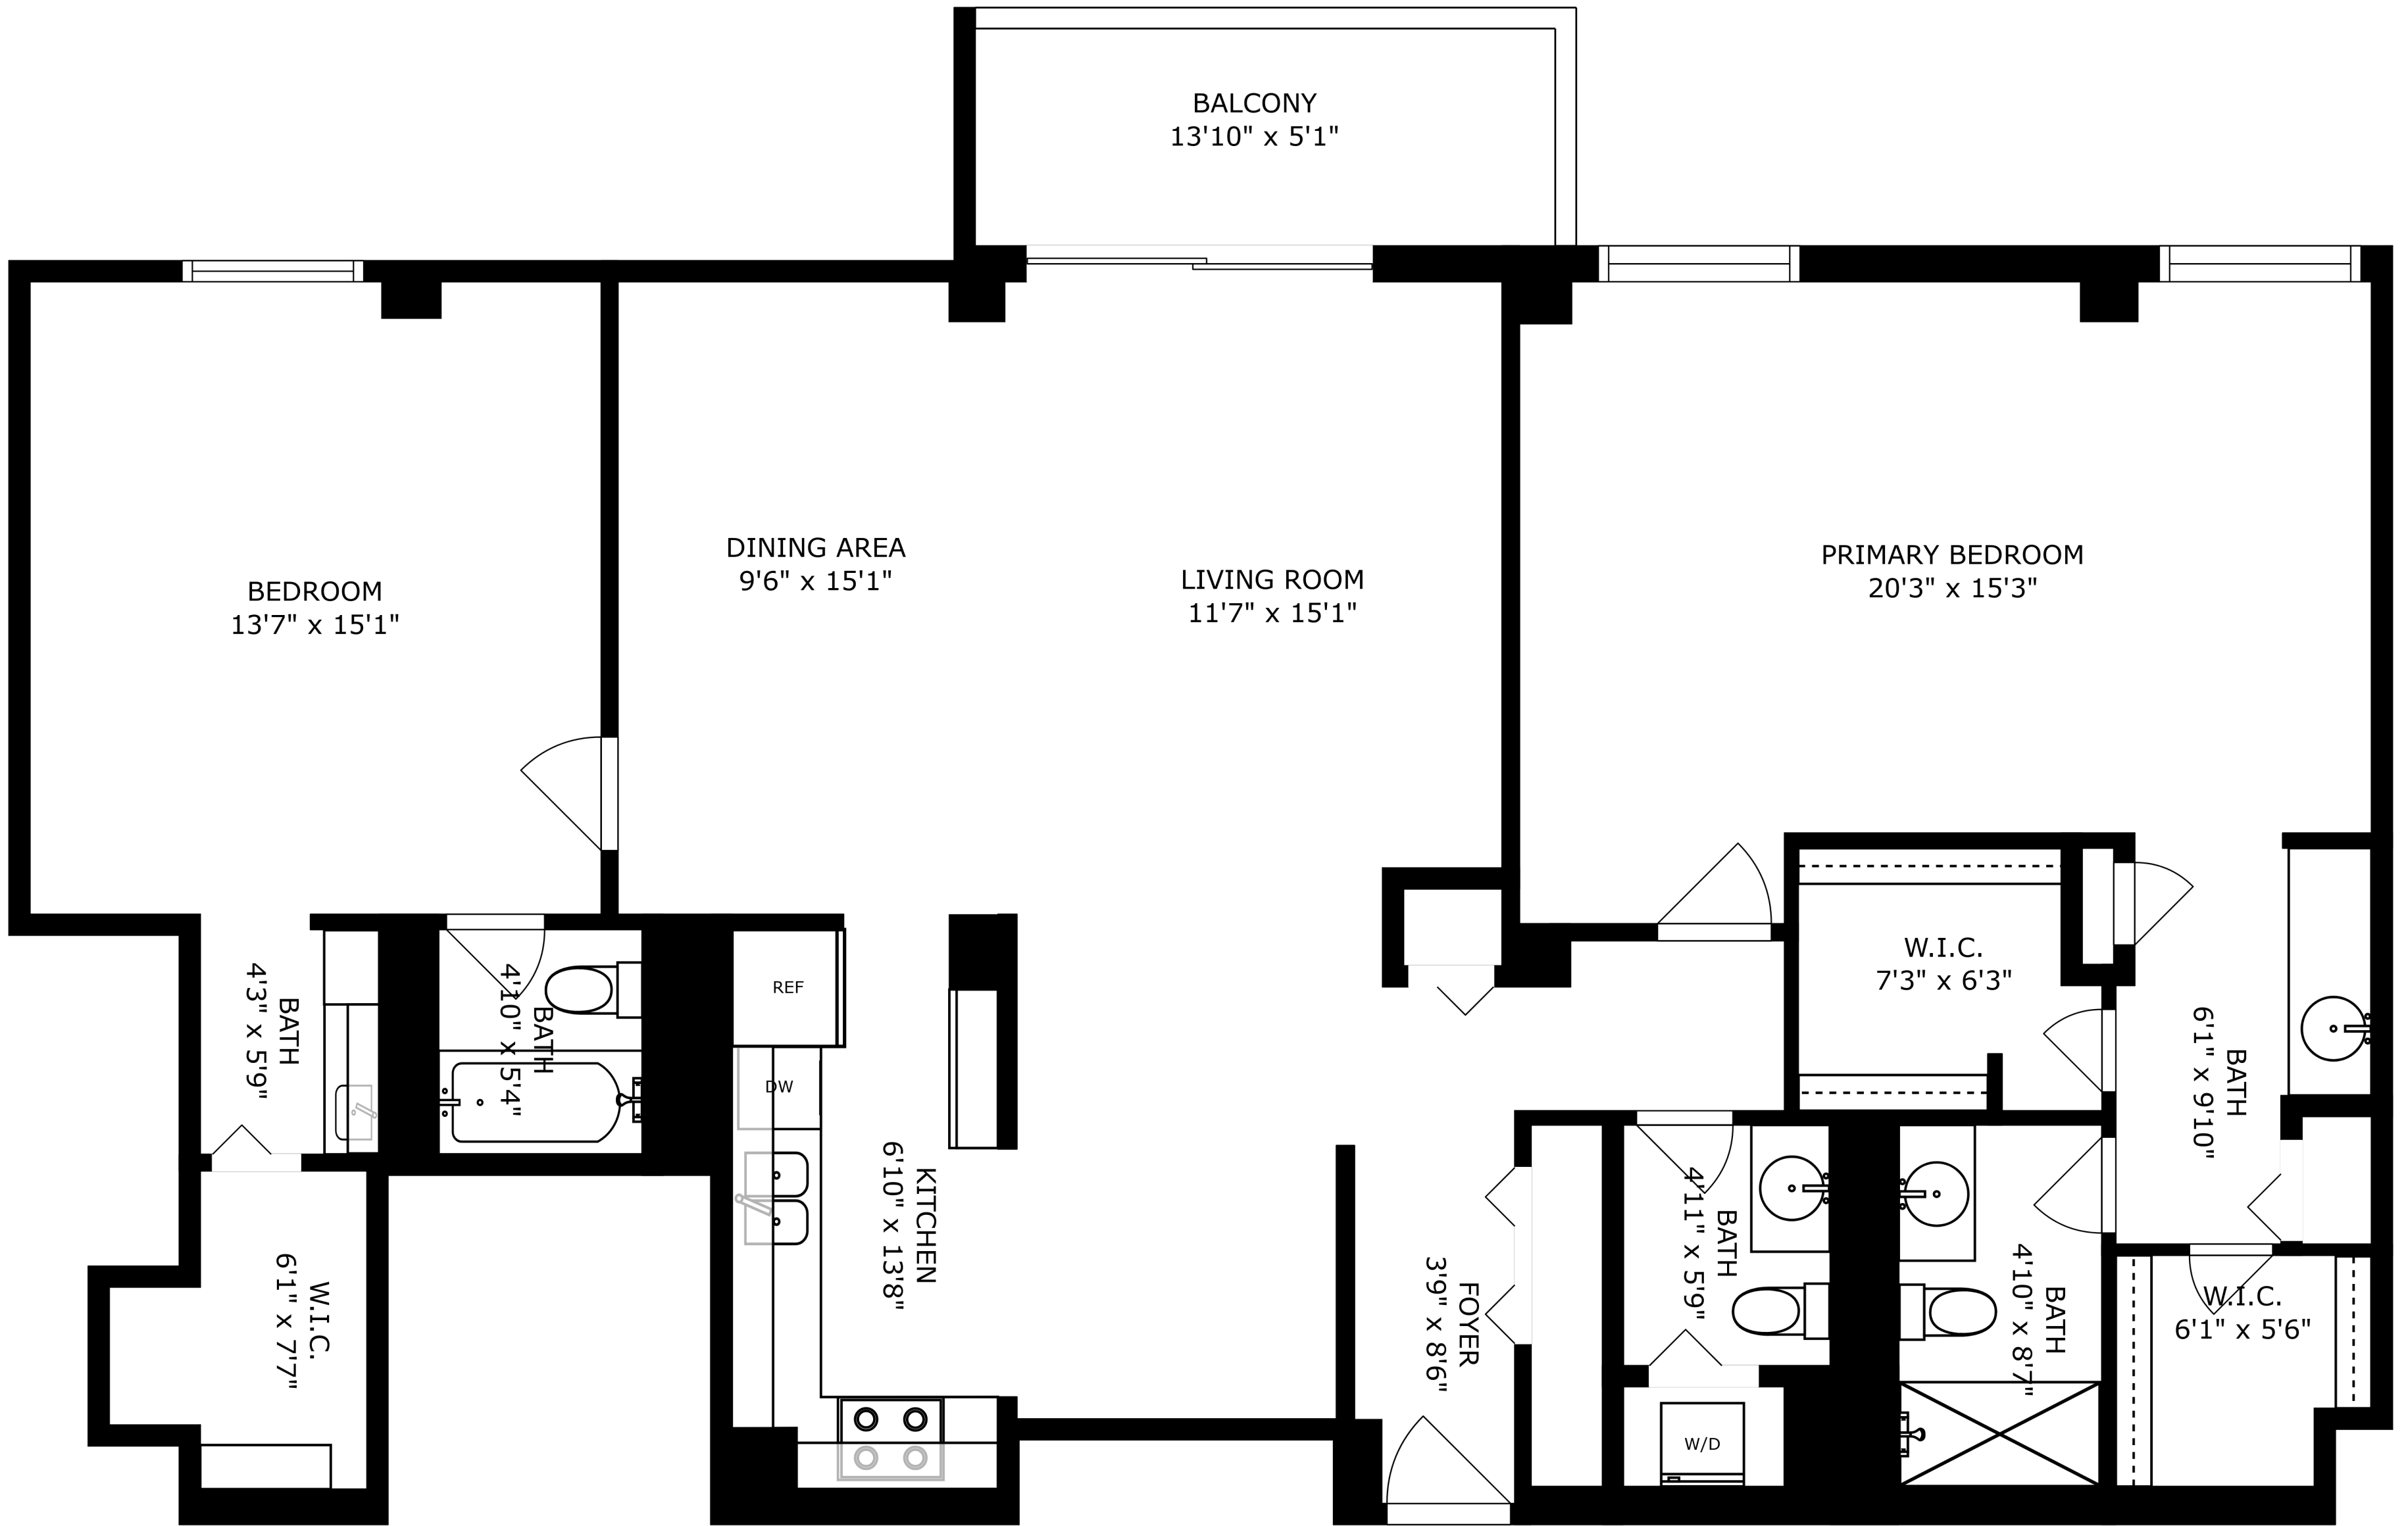 BALCONY
13'10" x 5'1"
DINING AREA
9'6" x 15'1"
LIVING ROOM
11'7" x 15'1"
PRIMARY BEDROOM
20'3" x 15'3"
BEDROOM
13'7" x 15'1"
W.I.C.
7'3" x 6'3"
REF
BATH
4'3" x 5'9"
BATH
4'10" x 5'4"
DW
BATH
6'1" x 9'10"
KITCHEN
6'10" x 13'8"
BATH
4'11" x 5'9"
FOYER
3'9" x 8'6"
BATH
4'10" x 8'7"
W.I.C.
6'1" x 5'6"
W.I.C.
6'1" x 7'7"
W/D